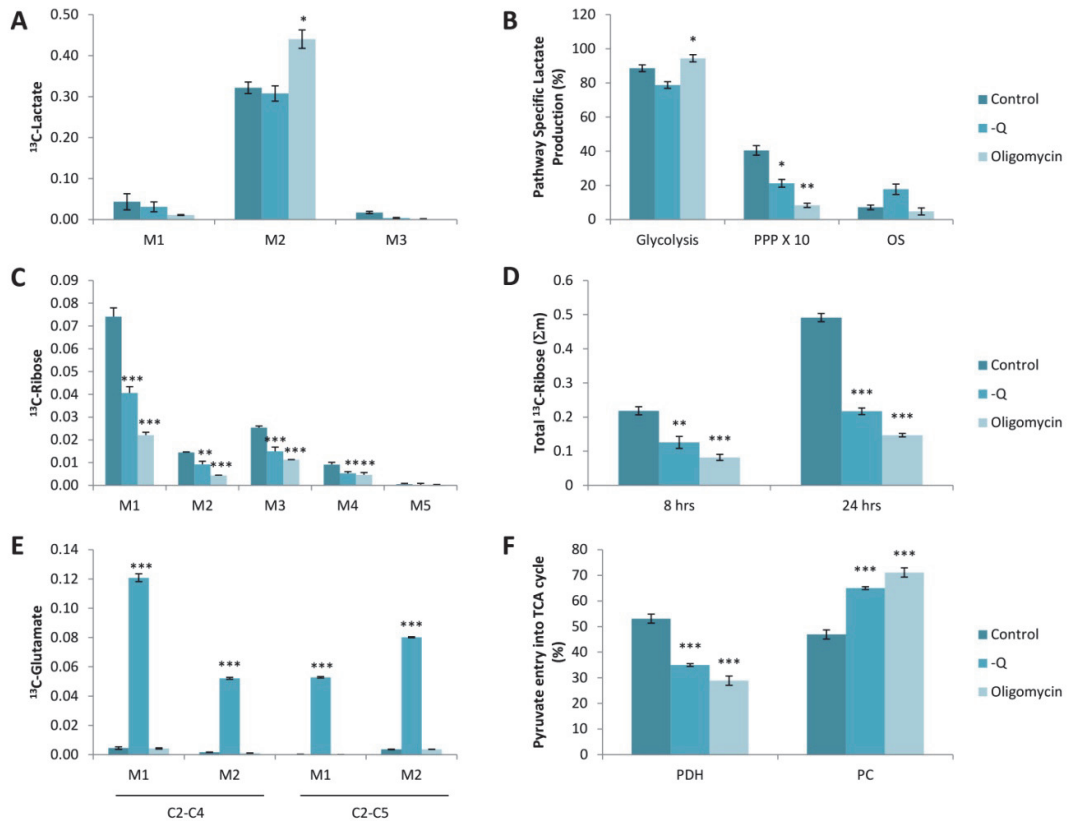 A
0.50
0.40
0.30
0.20
0.10
0.00
¹³C-Lactate
*
M1 M2 M3
B
120
100
80
60
40
20
0
Pathway Specific Lactate
Production (%)
*
*
**
Glycolysis PPP X 10 OS
Control
-Q
Oligomycin
C
0.09
0.08
0.07
0.06
0.05
0.04
0.03
0.02
0.01
0.00
¹³C-Ribose
***
***
**
***
***
***
****
M1 M2 M3 M4 M5
D
0.6
0.5
0.4
0.3
0.2
0.1
0
Total ¹³C-Ribose (Σm)
**
***
***
***
8 hrs 24 hrs
Control
-Q
Oligomycin
E
0.14
0.12
0.10
0.08
0.06
0.04
0.02
0.00
¹³C-Glutamate
***
***
***
***
M1 M2 M1 M2
C2-C4 C2-C5
F
80
70
60
50
40
30
20
10
0
Pyruvate entry into TCA cycle
(%)
***
***
***
***
PDH PC
Control
-Q
Oligomycin